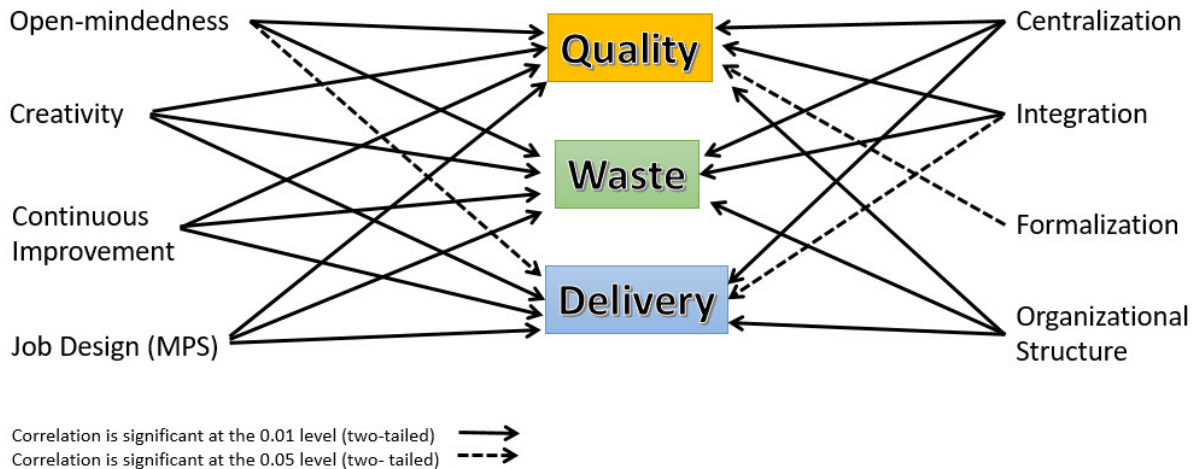 Open-mindedness
Creativity
Continuous
Improvement
Job Design (MPS)
Quality
Waste
Delivery
Centralization
Integration
Formalization
Organizational
Structure
Correlation is significant at the 0.01 level (two-tailed)
Correlation is significant at the 0.05 level (two- tailed)